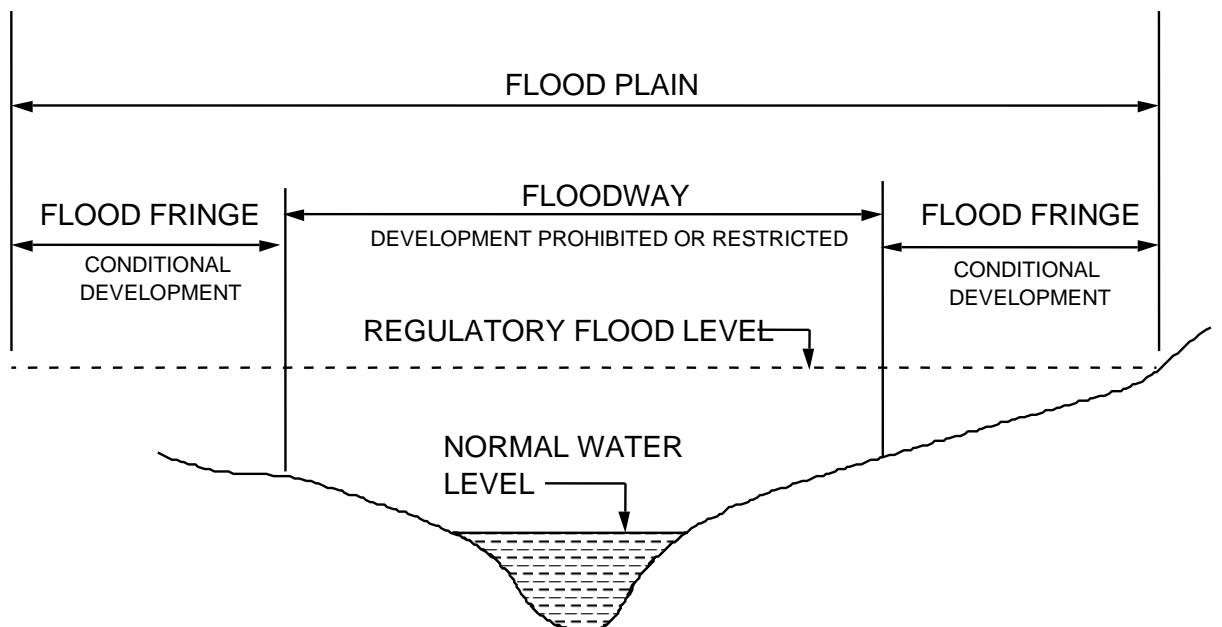 FLOOD PLAIN
FLOOD FRINGE
CONDITIONAL
DEVELOPMENT
FLOODWAY
DEVELOPMENT PROHIBITED OR RESTRICTED
FLOOD FRINGE
CONDITIONAL
DEVELOPMENT
REGULATORY FLOOD LEVEL
NORMAL WATER
LEVEL